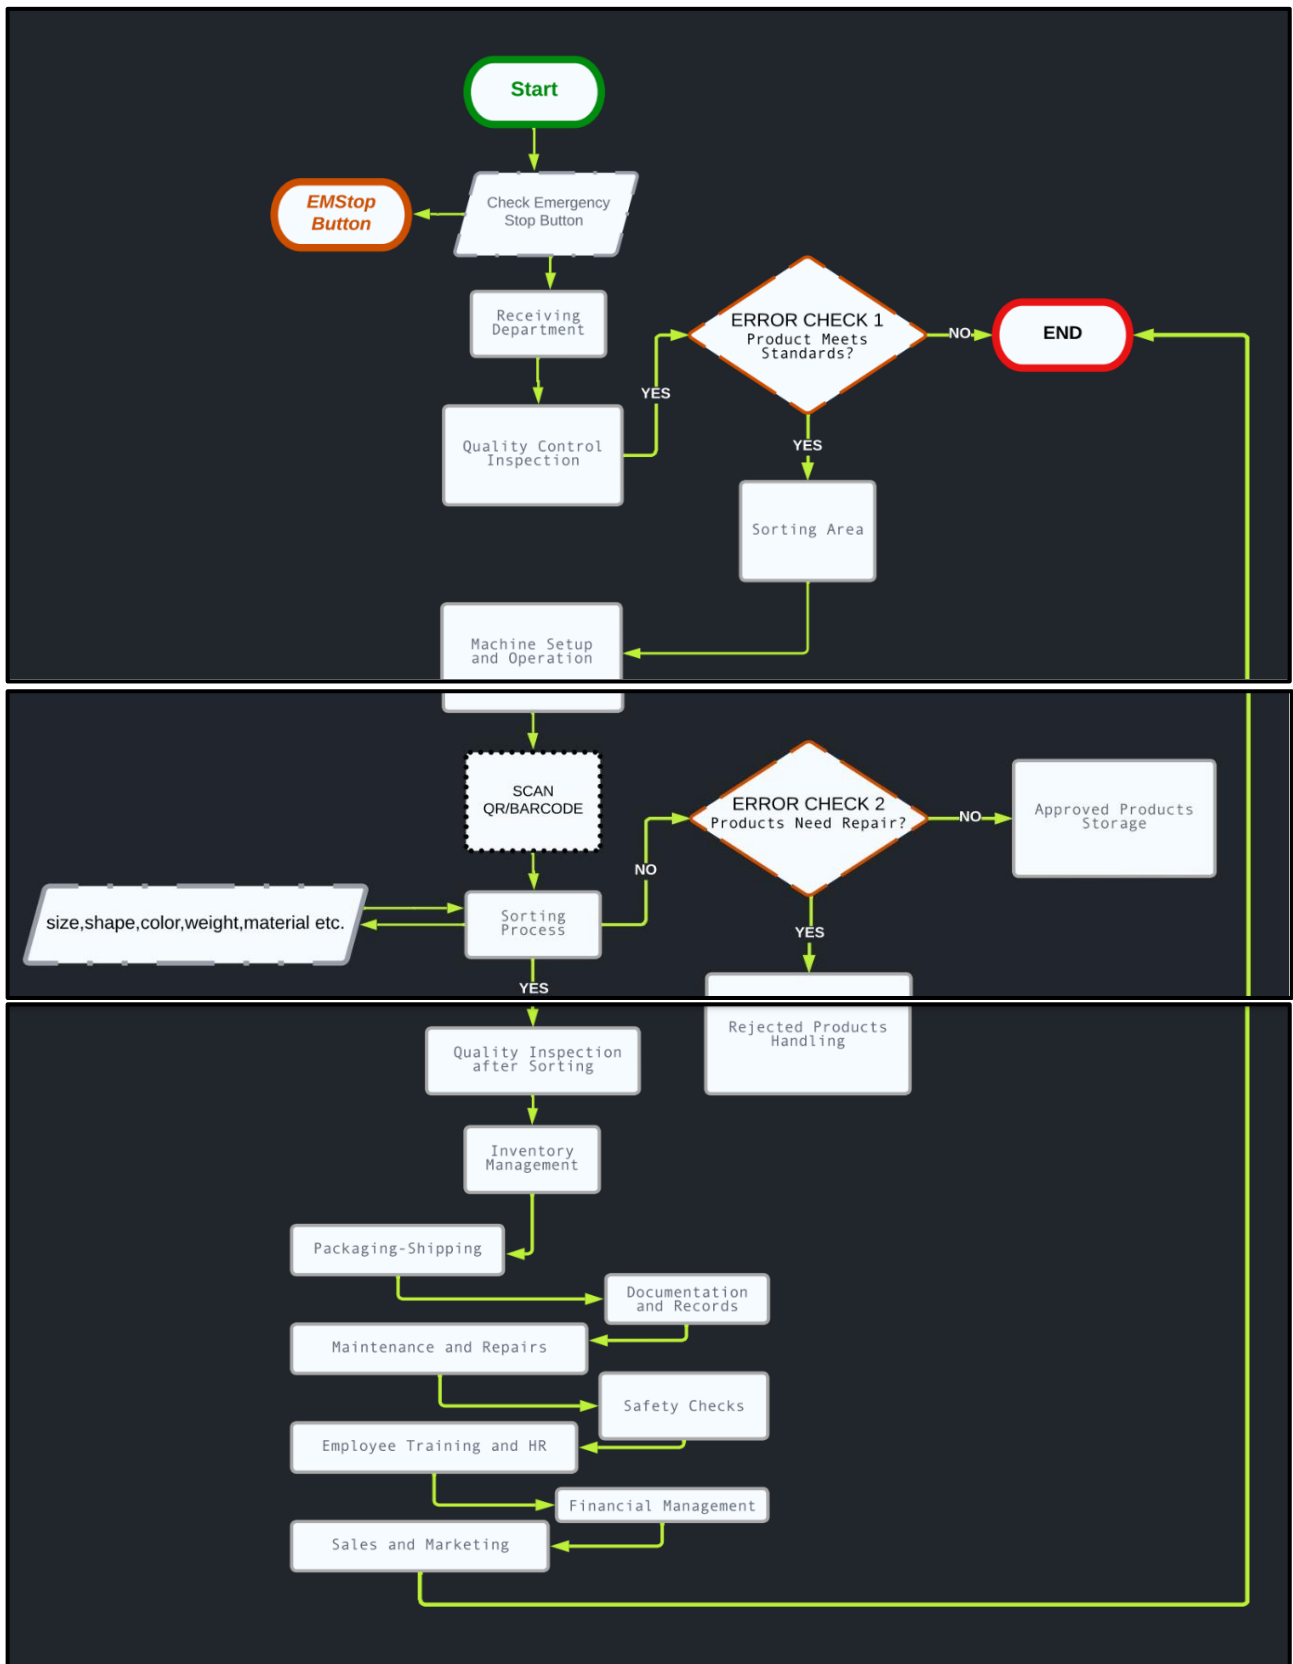 Start
EMStop
Button
Check Emergency
Stop Button
Receiving
Department
ERROR CHECK 1
Product Meets
Standards?
NO
END
YES
Quality Control
Inspection
YES
Sorting Area
Machine Setup
and Operation
SCAN
QR/BARCODE
ERROR CHECK 2
Products Need Repair?
NO
Approved Products
Storage
NO
size,shape,color,weight,material etc.
Sorting
Process
YES
YES
Rejected Products
Handling
Quality Inspection
after Sorting
Inventory
Management
Packaging-Shipping
Documentation
and Records
Maintenance and Repairs
Safety Checks
Employee Training and HR
Financial Management
Sales and Marketing